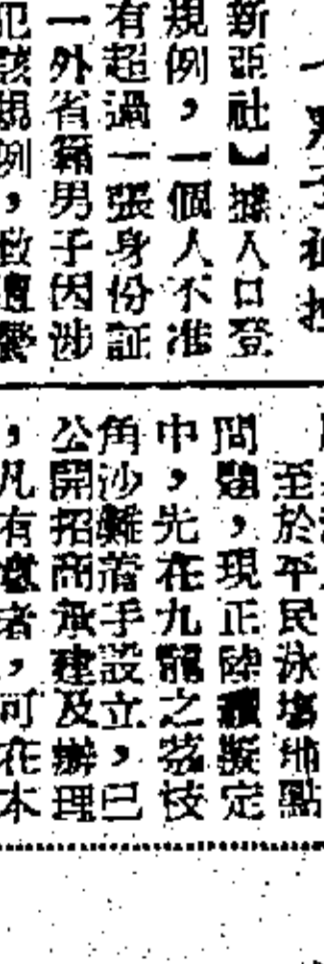 新亞社】據人口登
規例，一個人不准
有超過一張身份証
一外省籍男子因涉
犯該規例，致遭
至於平民泳塲地點
問題，現正陸續擬定
中，先在九龍之荔枝
角沙灘着手設立，已
公開招商承建及辦理
，凡有意者，可在本